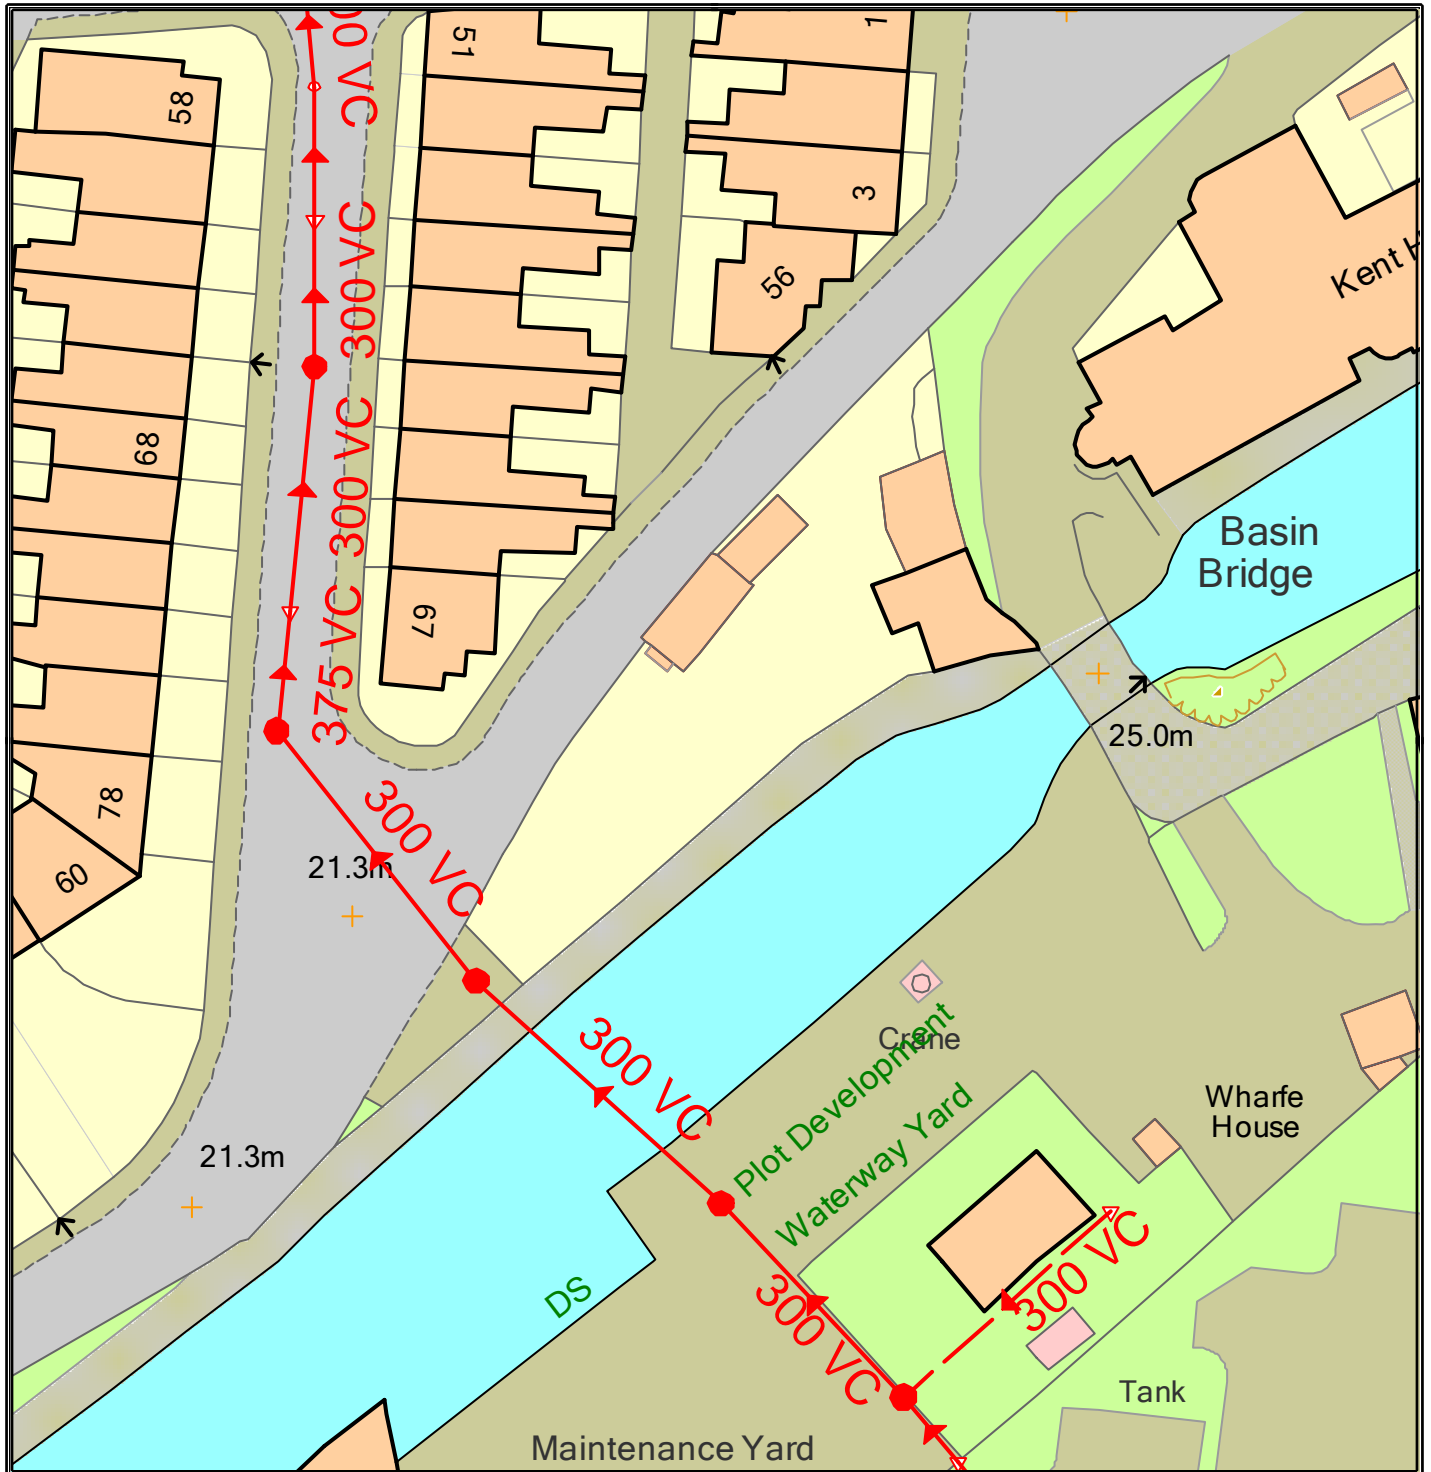 00 VC
51
1
58
3
300 VC
56
Kent H
68
300 VC
Basin
Bridge
67
375 VC
25.0m
78
300 VC
21.3m
60
Crane
300 VC
Plot Development
Waterway Yard
Wharfe
House
21.3m
300 VC
DS
300 VC
Tank
Maintenance Yard